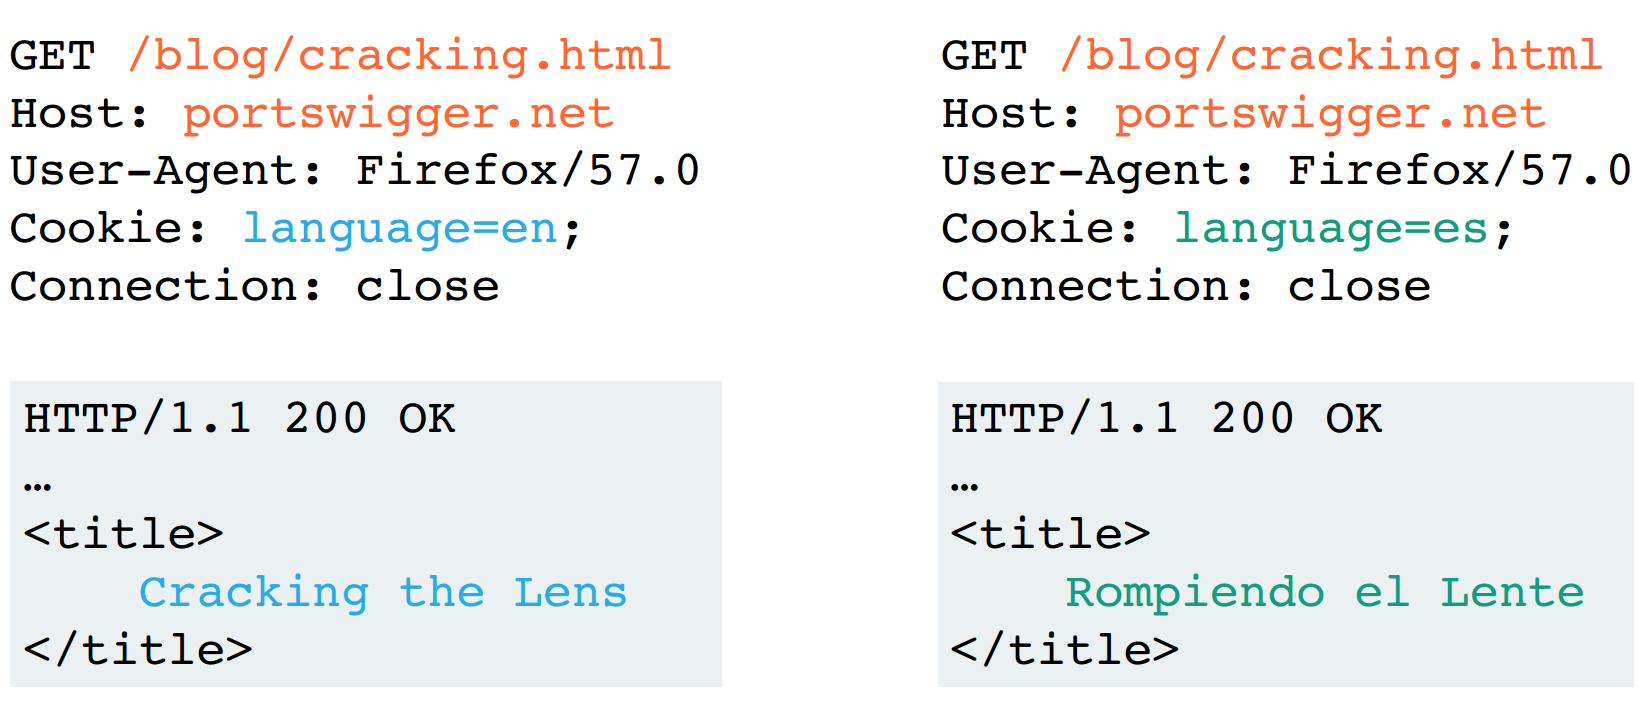 GET /blog/cracking.html
Host: portswigger.net
User-Agent: Firefox/57.0
Cookie: language=en;
Connection: close
HTTP/1.1 200 OK
…
<title>
Cracking the Lens
</title>
GET /blog/cracking.html
Host: portswigger.net
User-Agent: Firefox/57.0
Cookie: language=es;
Connection: close
HTTP/1.1 200 OK
…
<title>
Rompiendo el Lente
</title>